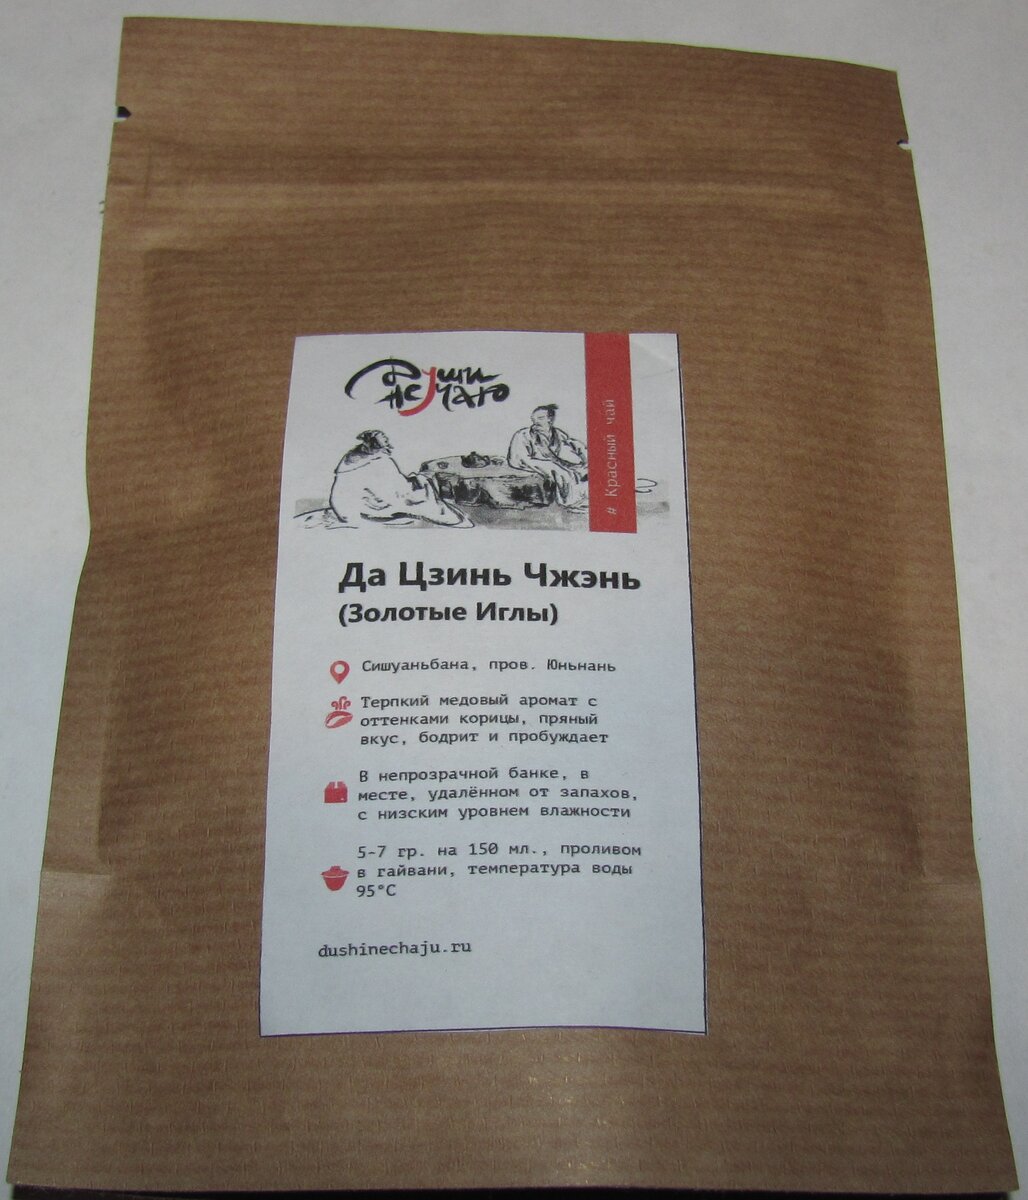 Души
не чаю
# Красный чай
Да Цзинь Чжэнь
(Золотые Иглы)
Сишуаньбана, пров. Юньнань
Терпкий медовый аромат с
оттенками корицы, пряный
вкус, бодрит и пробуждает
В непрозрачной банке, в
месте, удалённом от запахов,
с низским уровнем влажности
5-7 гр. на 150 мл., проливом
в гайвани, температура воды
95°C
dushinechaju.ru